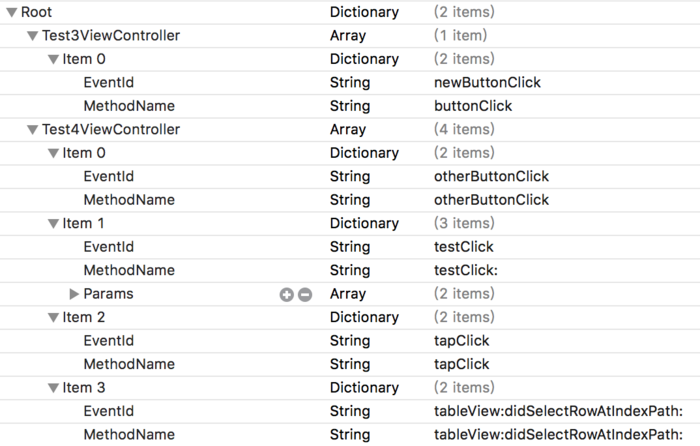 Root Dictionary (2 items)
Test3ViewController Array (1 item)
Item 0 Dictionary (2 items)
EventId String newButtonClick
MethodName String buttonClick
Test4ViewController Array (4 items)
Item 0 Dictionary (2 items)
EventId String otherButtonClick
MethodName String otherButtonClick
Item 1 Dictionary (3 items)
EventId String testClick
MethodName String testClick:
Params Array (2 items)
Item 2 Dictionary (2 items)
EventId String tapClick
MethodName String tapClick
Item 3 Dictionary (2 items)
EventId String tableView:didSelectRowAtIndexPath:
MethodName String tableView:didSelectRowAtIndexPath: